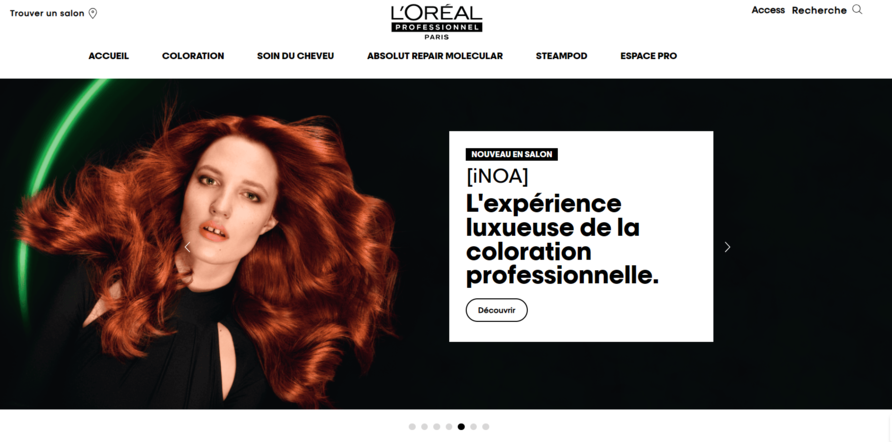 Trouver un salon
L'ORÉAL
PROFESSIONNEL
PARIS
Access
Recherche
ACCUEIL
COLORATION
SOIN DU CHEVEU
ABSOLUT REPAIR MOLECULAR
STEAMPOD
ESPACE PRO
NOUVEAU EN SALON
[iNOA]
L'expérience
luxueuse de la
coloration
professionnelle.
Découvrir